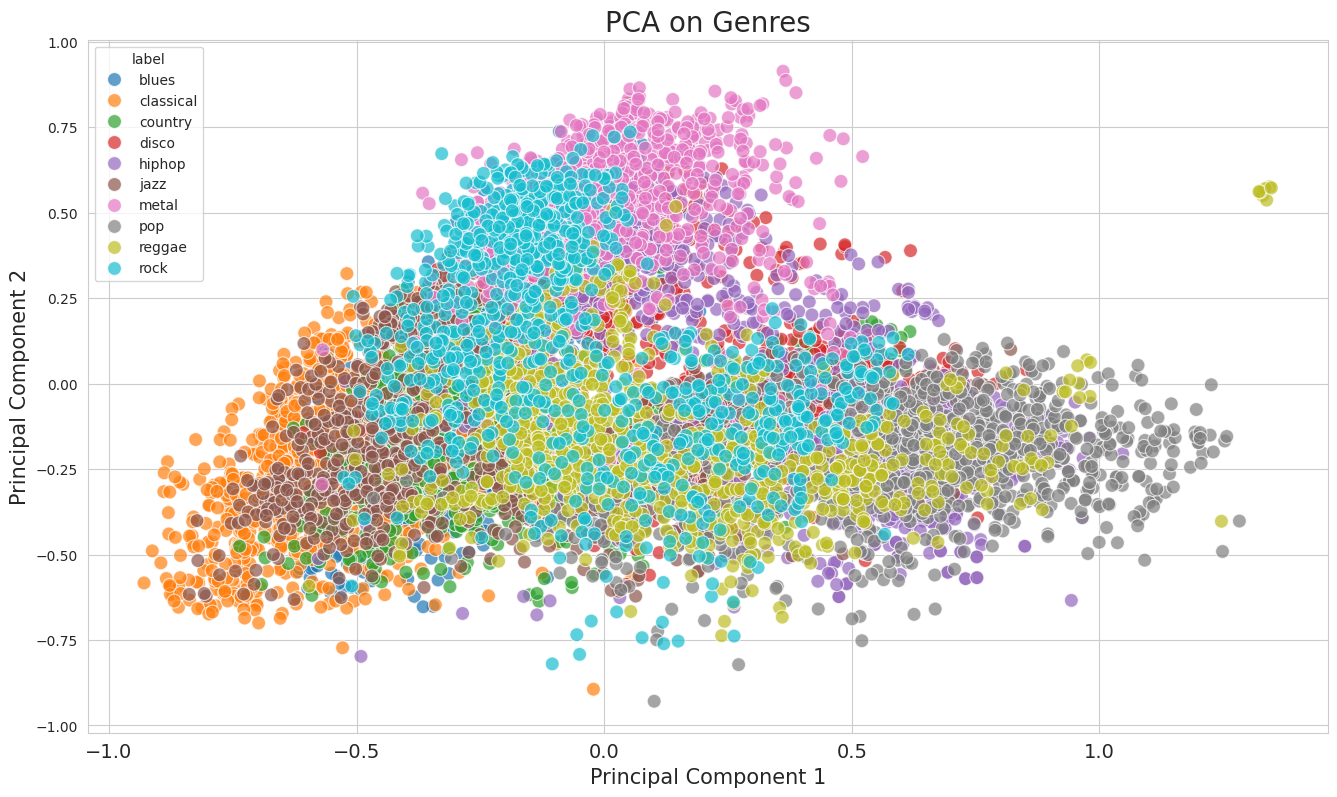 PCA on Genres
label
blues
classical
country
disco
hiphop
jazz
metal
pop
reggae
rock
1.00
0.75
0.50
0.25
0.00
−0.25
−0.50
−0.75
−1.00
Principal Component 2
−1.0 −0.5 0.0 0.5 1.0
Principal Component 1